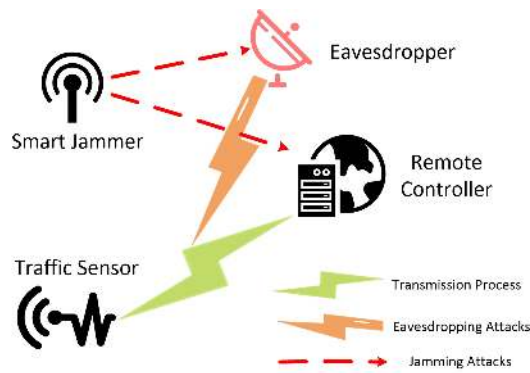 Eavesdropper
Smart Jammer
Remote
Controller
Traffic Sensor
Transmission Process
Eavesdropping Attacks
Jamming Attacks